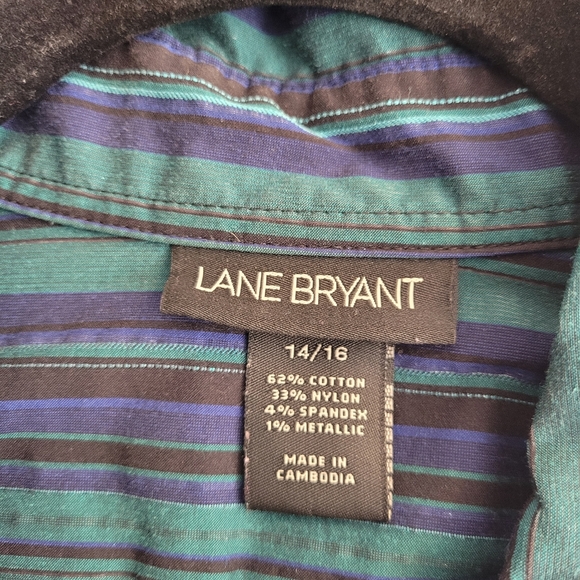 LANE BRYANT
14/16
62% COTTON
33% NYLON
4% SPANDEX
1% METALLIC
MADE IN
CAMBODIA